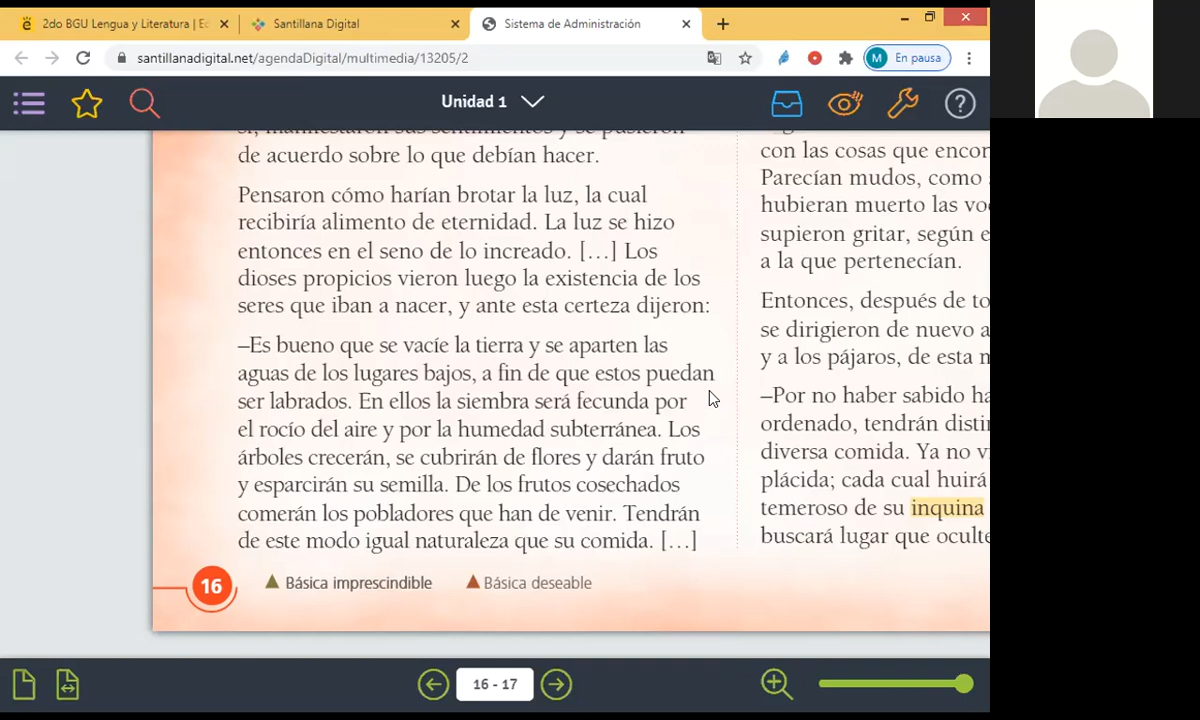 2do BGU Lengua y Literatura | Ec
Santillana Digital
Sistema de Administración
santillanadigital.net/agendaDigital/multimedia/13205/2
M
En pausa
Unidad 1
sí, manifestaron sus sentimientos y se pusieron
de acuerdo sobre lo que debían hacer.
Pensaron cómo harían brotar la luz, la cual
recibiría alimento de eternidad. La luz se hizo
entonces en el seno de lo increado. […] Los
dioses propicios vieron luego la existencia de los
seres que iban a nacer, y ante esta certeza dijeron:
–Es bueno que se vacíe la tierra y se aparten las
aguas de los lugares bajos, a fin de que estos puedan
ser labrados. En ellos la siembra será fecunda por
el rocío del aire y por la humedad subterránea. Los
árboles crecerán, se cubrirán de flores y darán fruto
y esparcirán su semilla. De los frutos cosechados
comerán los pobladores que han de venir. Tendrán
de este modo igual naturaleza que su comida. […]
con las cosas que encon
Parecían mudos, como
hubieran muerto las vo
supieron gritar, según e
a la que pertenecían.
Entonces, después de to
se dirigieron de nuevo a
y a los pájaros, de esta m
–Por no haber sabido ha
ordenado, tendrán distin
diversa comida. Ya no vi
plácida; cada cual huirá
temeroso de su inquina
buscará lugar que oculte
16
Básica imprescindible
Básica deseable
16 - 17